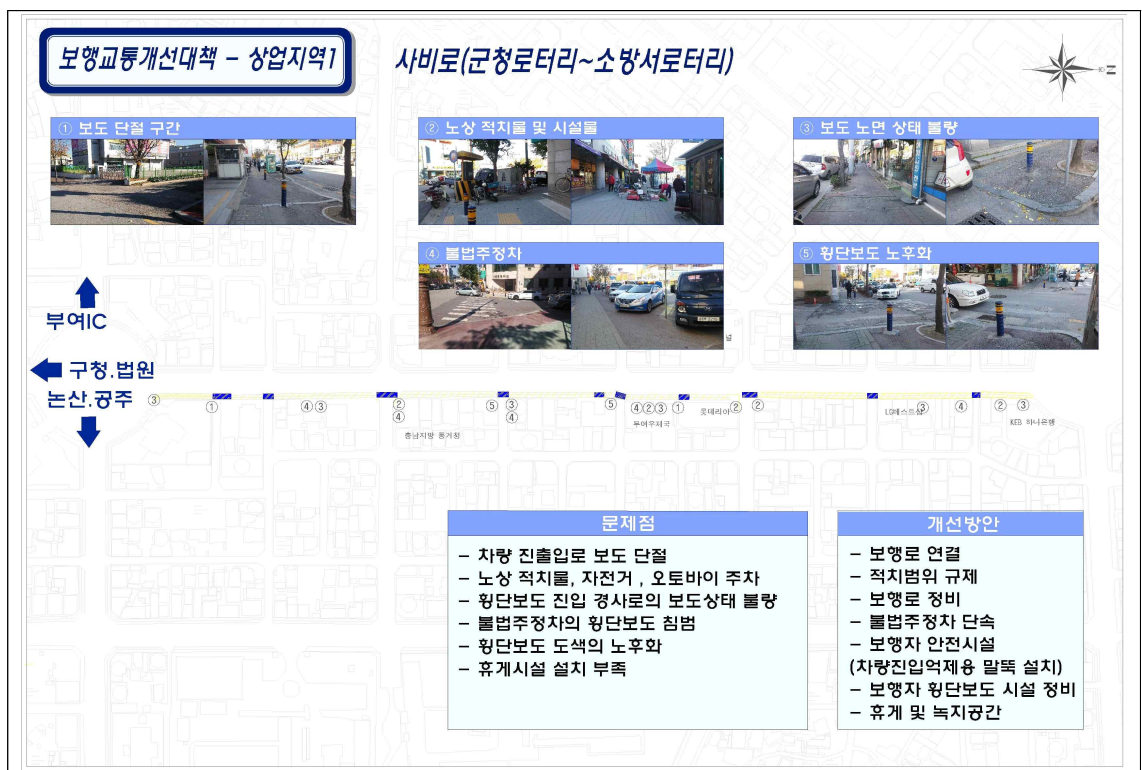 보행교통개선대책 - 상업지역1
사비로(군청로터리~소방서로터리)
① 보도 단절 구간
② 노상 적치물 및 시설물
③ 보도 노면 상태 불량
④ 불법주정차
⑤ 횡단보도 노후화
부여IC
구청.법원
논산.공주
③ ① ④③ ② ⑤ ③ ⑤ ④②③ ① ② ② ③ ④ ② ③
④ ④
충남지방 통계청
부여우체국
롯데리아
LG베스트샵
KEB 하나은행
문제점
- 차량 진출입로 보도 단절
- 노상 적치물, 자전거 , 오토바이 주차
- 횡단보도 진입 경사로의 보도상태 불량
- 불법주정차의 횡단보도 침범
- 횡단보도 도색의 노후화
- 휴게시설 설치 부족
개선방안
- 보행로 연결
- 적치범위 규제
- 보행로 정비
- 불법주정차 단속
- 보행자 안전시설
(차량진입억제용 말뚝 설치)
- 보행자 횡단보도 시설 정비
- 휴게 및 녹지공간